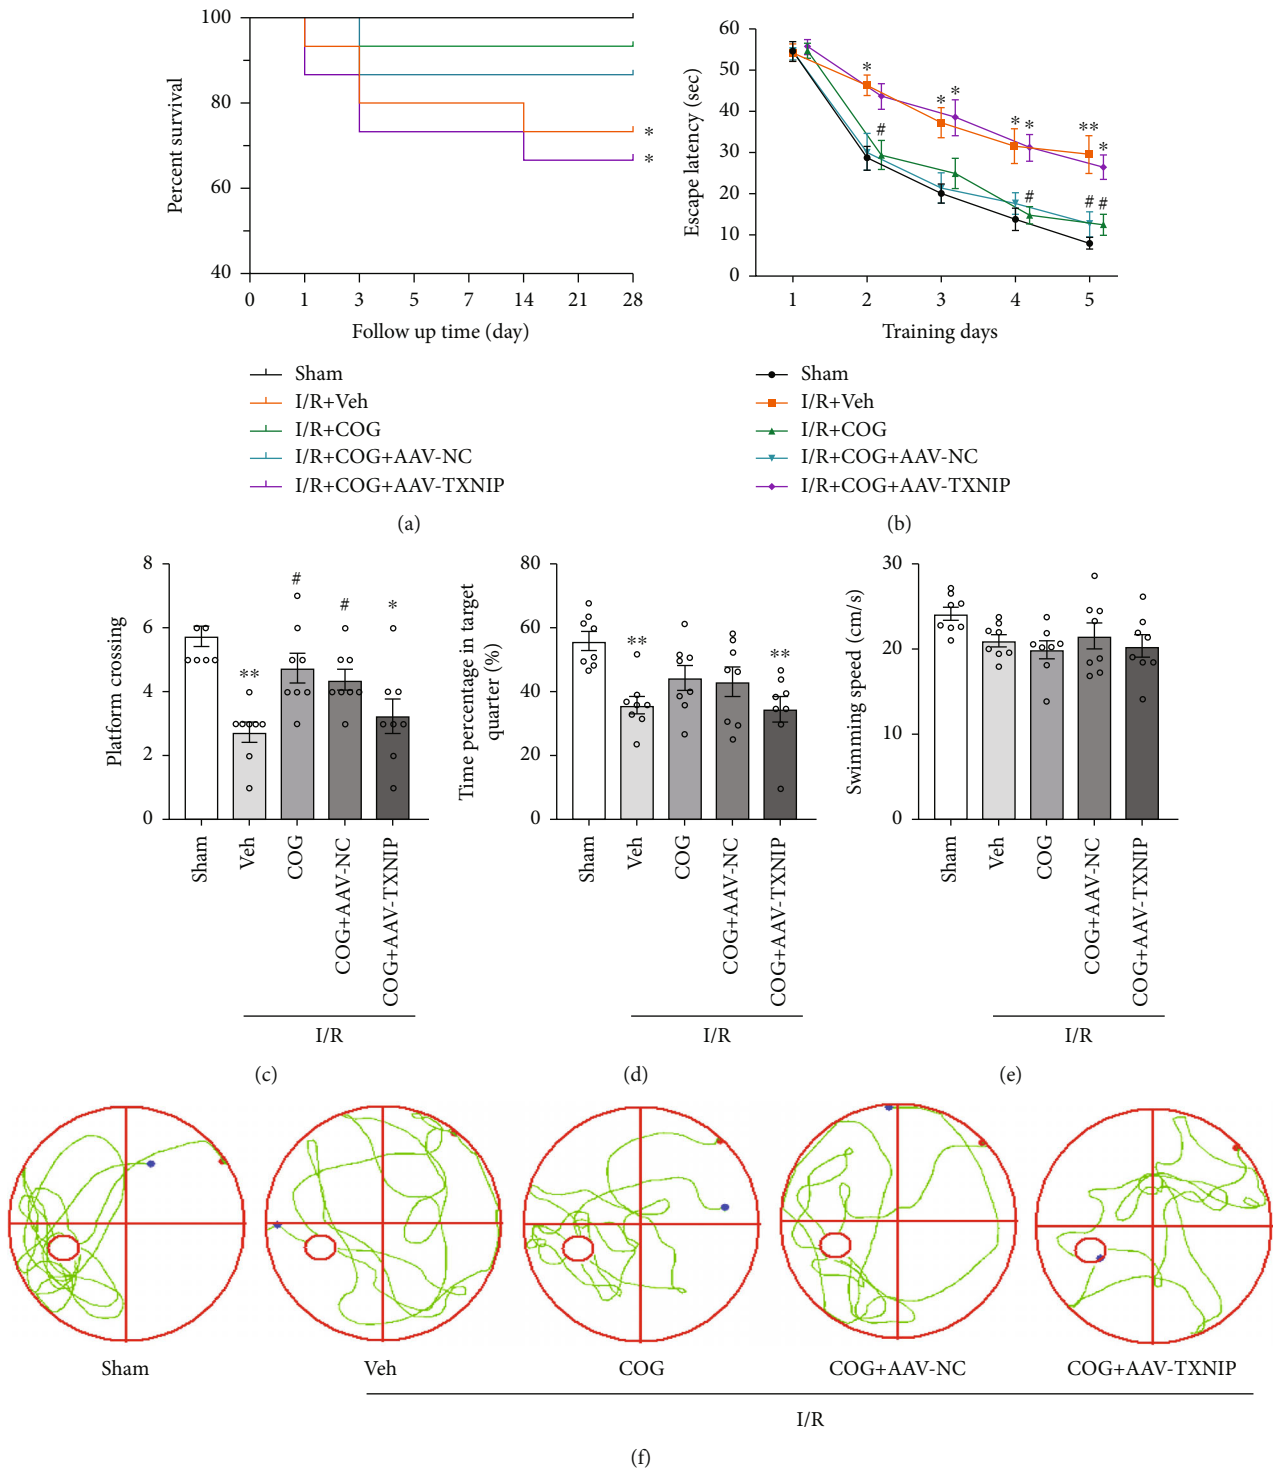 100
80
60
40
Percent survival
0 1 3 5 7 14 21 28
Follow up time (day)
*
*
Sham
I/R+Veh
I/R+COG
I/R+COG+AAV-NC
I/R+COG+AAV-TXNIP
(a)
60
50
40
30
20
10
0
Escape latency (sec)
* * * * * ** *
# # # #
1 2 3 4 5
Training days
Sham
I/R+Veh
I/R+COG
I/R+COG+AAV-NC
I/R+COG+AAV-TXNIP
(b)
8
6
4
2
0
Platform crossing
** # # *
Sham
Veh
COG
COG+AAV-NC
COG+AAV-TXNIP
I/R
(c)
80
60
40
20
0
Time percentage in target
quarter (%)
** **
Sham
Veh
COG
COG+AAV-NC
COG+AAV-TXNIP
I/R
(d)
30
20
10
0
Swimming speed (cm/s)
Sham
Veh
COG
COG+AAV-NC
COG+AAV-TXNIP
I/R
(e)
Sham Veh COG COG+AAV-NC COG+AAV-TXNIP
I/R
(f)